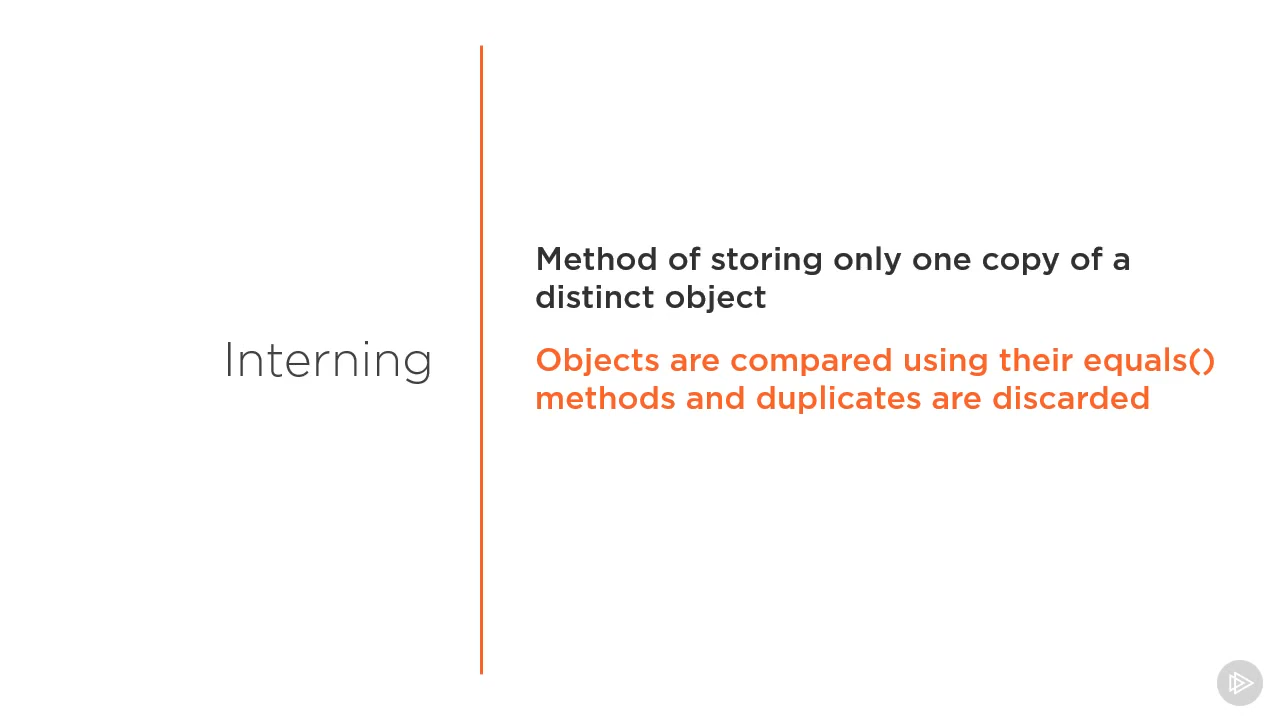 Interning
Method of storing only one copy of a
distinct object
Objects are compared using their equals()
methods and duplicates are discarded